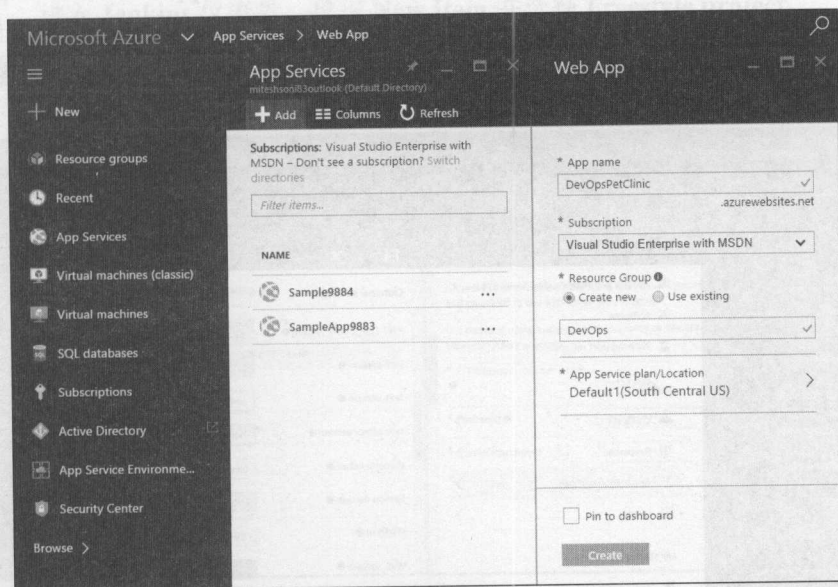 Microsoft Azure App Services > Web App
New
Resource groups
Recent
App Services
Virtual machines (classic)
Virtual machines
SQL databases
Subscriptions
Active Directory
App Service Environme...
Security Center
Browse >
App Services
miteshsoni83outlook (Default Directory)
Add Columns Refresh
Subscriptions: Visual Studio Enterprise with
MSDN – Don't see a subscription? Switch
directories
Filter items...
NAME
Sample9884 ...
SampleApp9883 ...
Web App
* App name
DevOpsPetClinic
.azurewebsites.net
* Subscription
Visual Studio Enterprise with MSDN
* Resource Group
Create new Use existing
DevOps
* App Service plan/Location
Default1(South Central US)
Pin to dashboard
Create